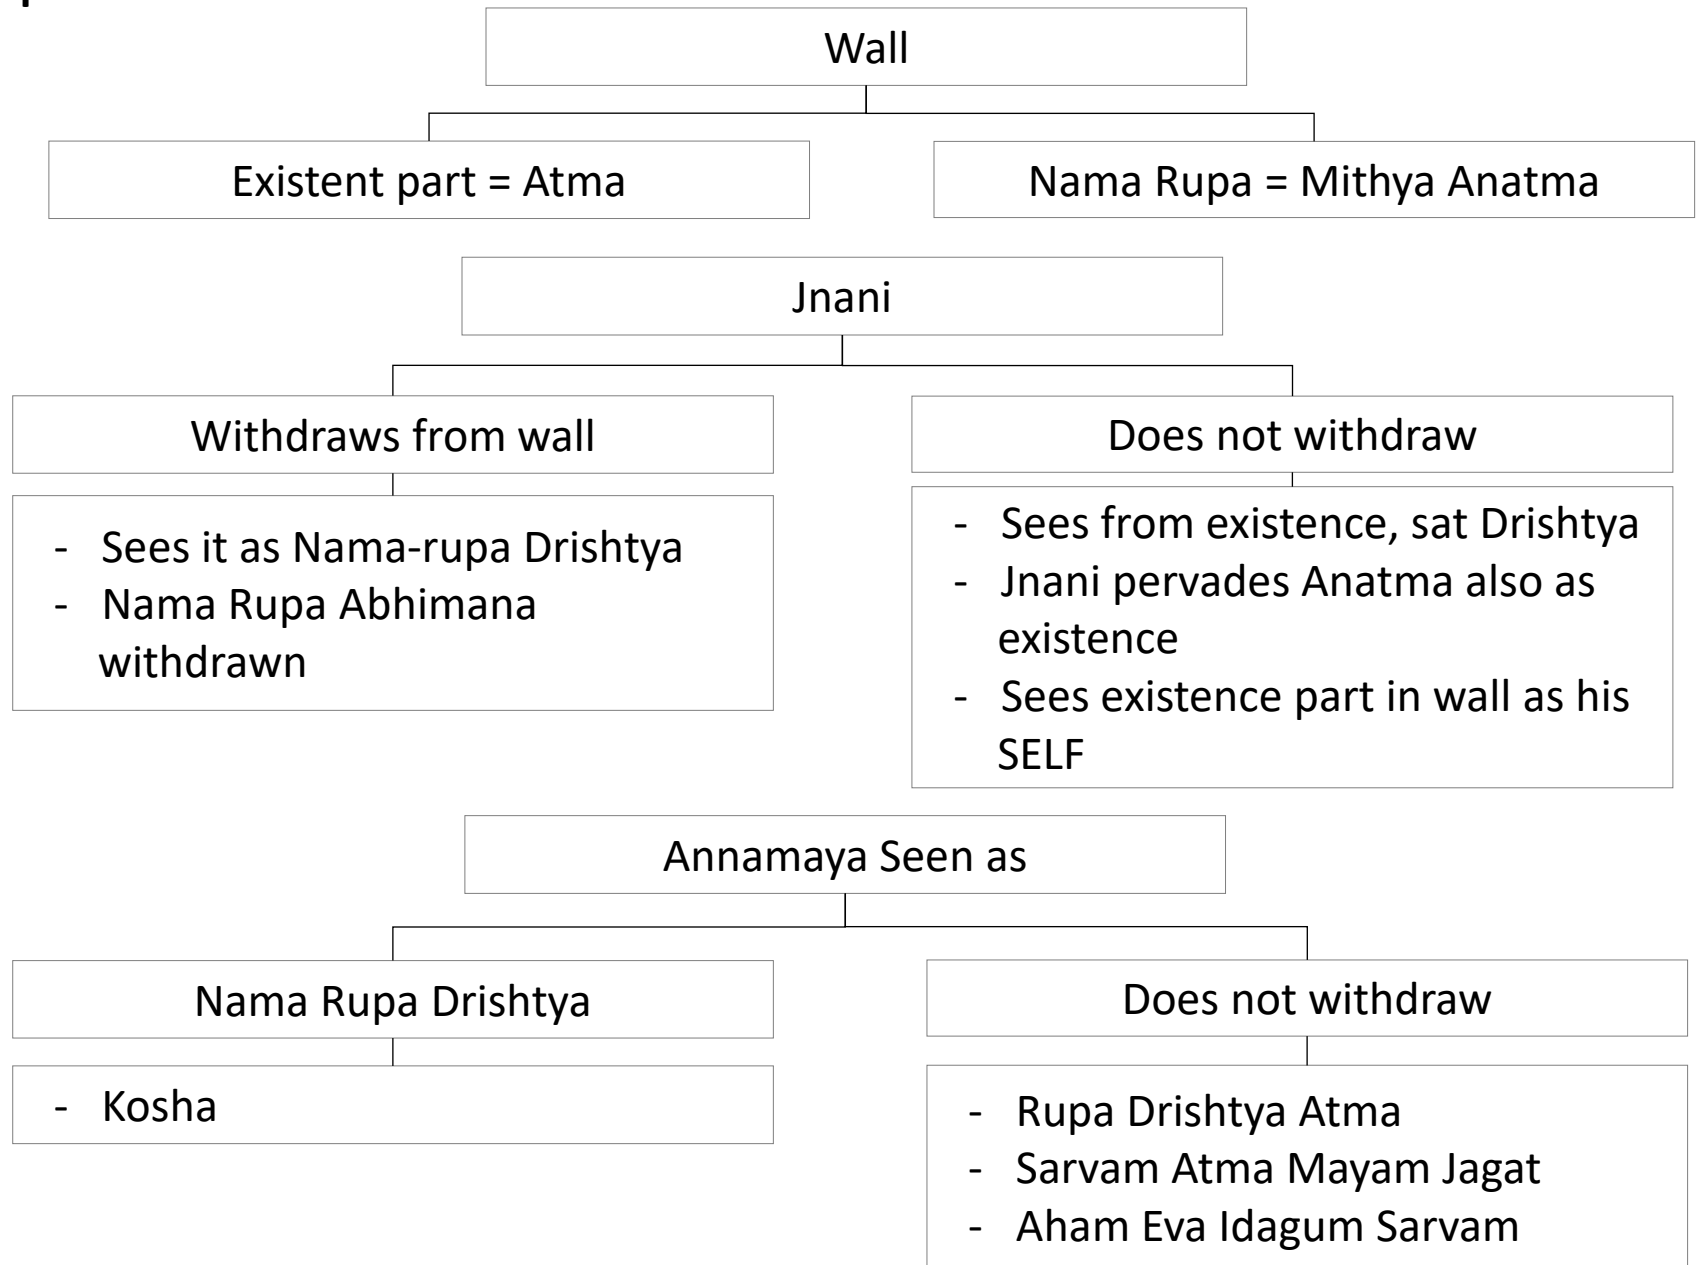 Wall
Existent part = Atma
Nama Rupa = Mithya Anatma
Jnani
Withdraws from wall
Does not withdraw
- Sees it as Nama-rupa Drishtya
- Nama Rupa Abhimana
withdrawn
- Sees from existence, sat Drishtya
- Jnani pervades Anatma also as
existence
- Sees existence part in wall as his
SELF
Annamaya Seen as
Nama Rupa Drishtya
Does not withdraw
- Kosha
- Rupa Drishtya Atma
- Sarvam Atma Mayam Jagat
- Aham Eva Idagum Sarvam